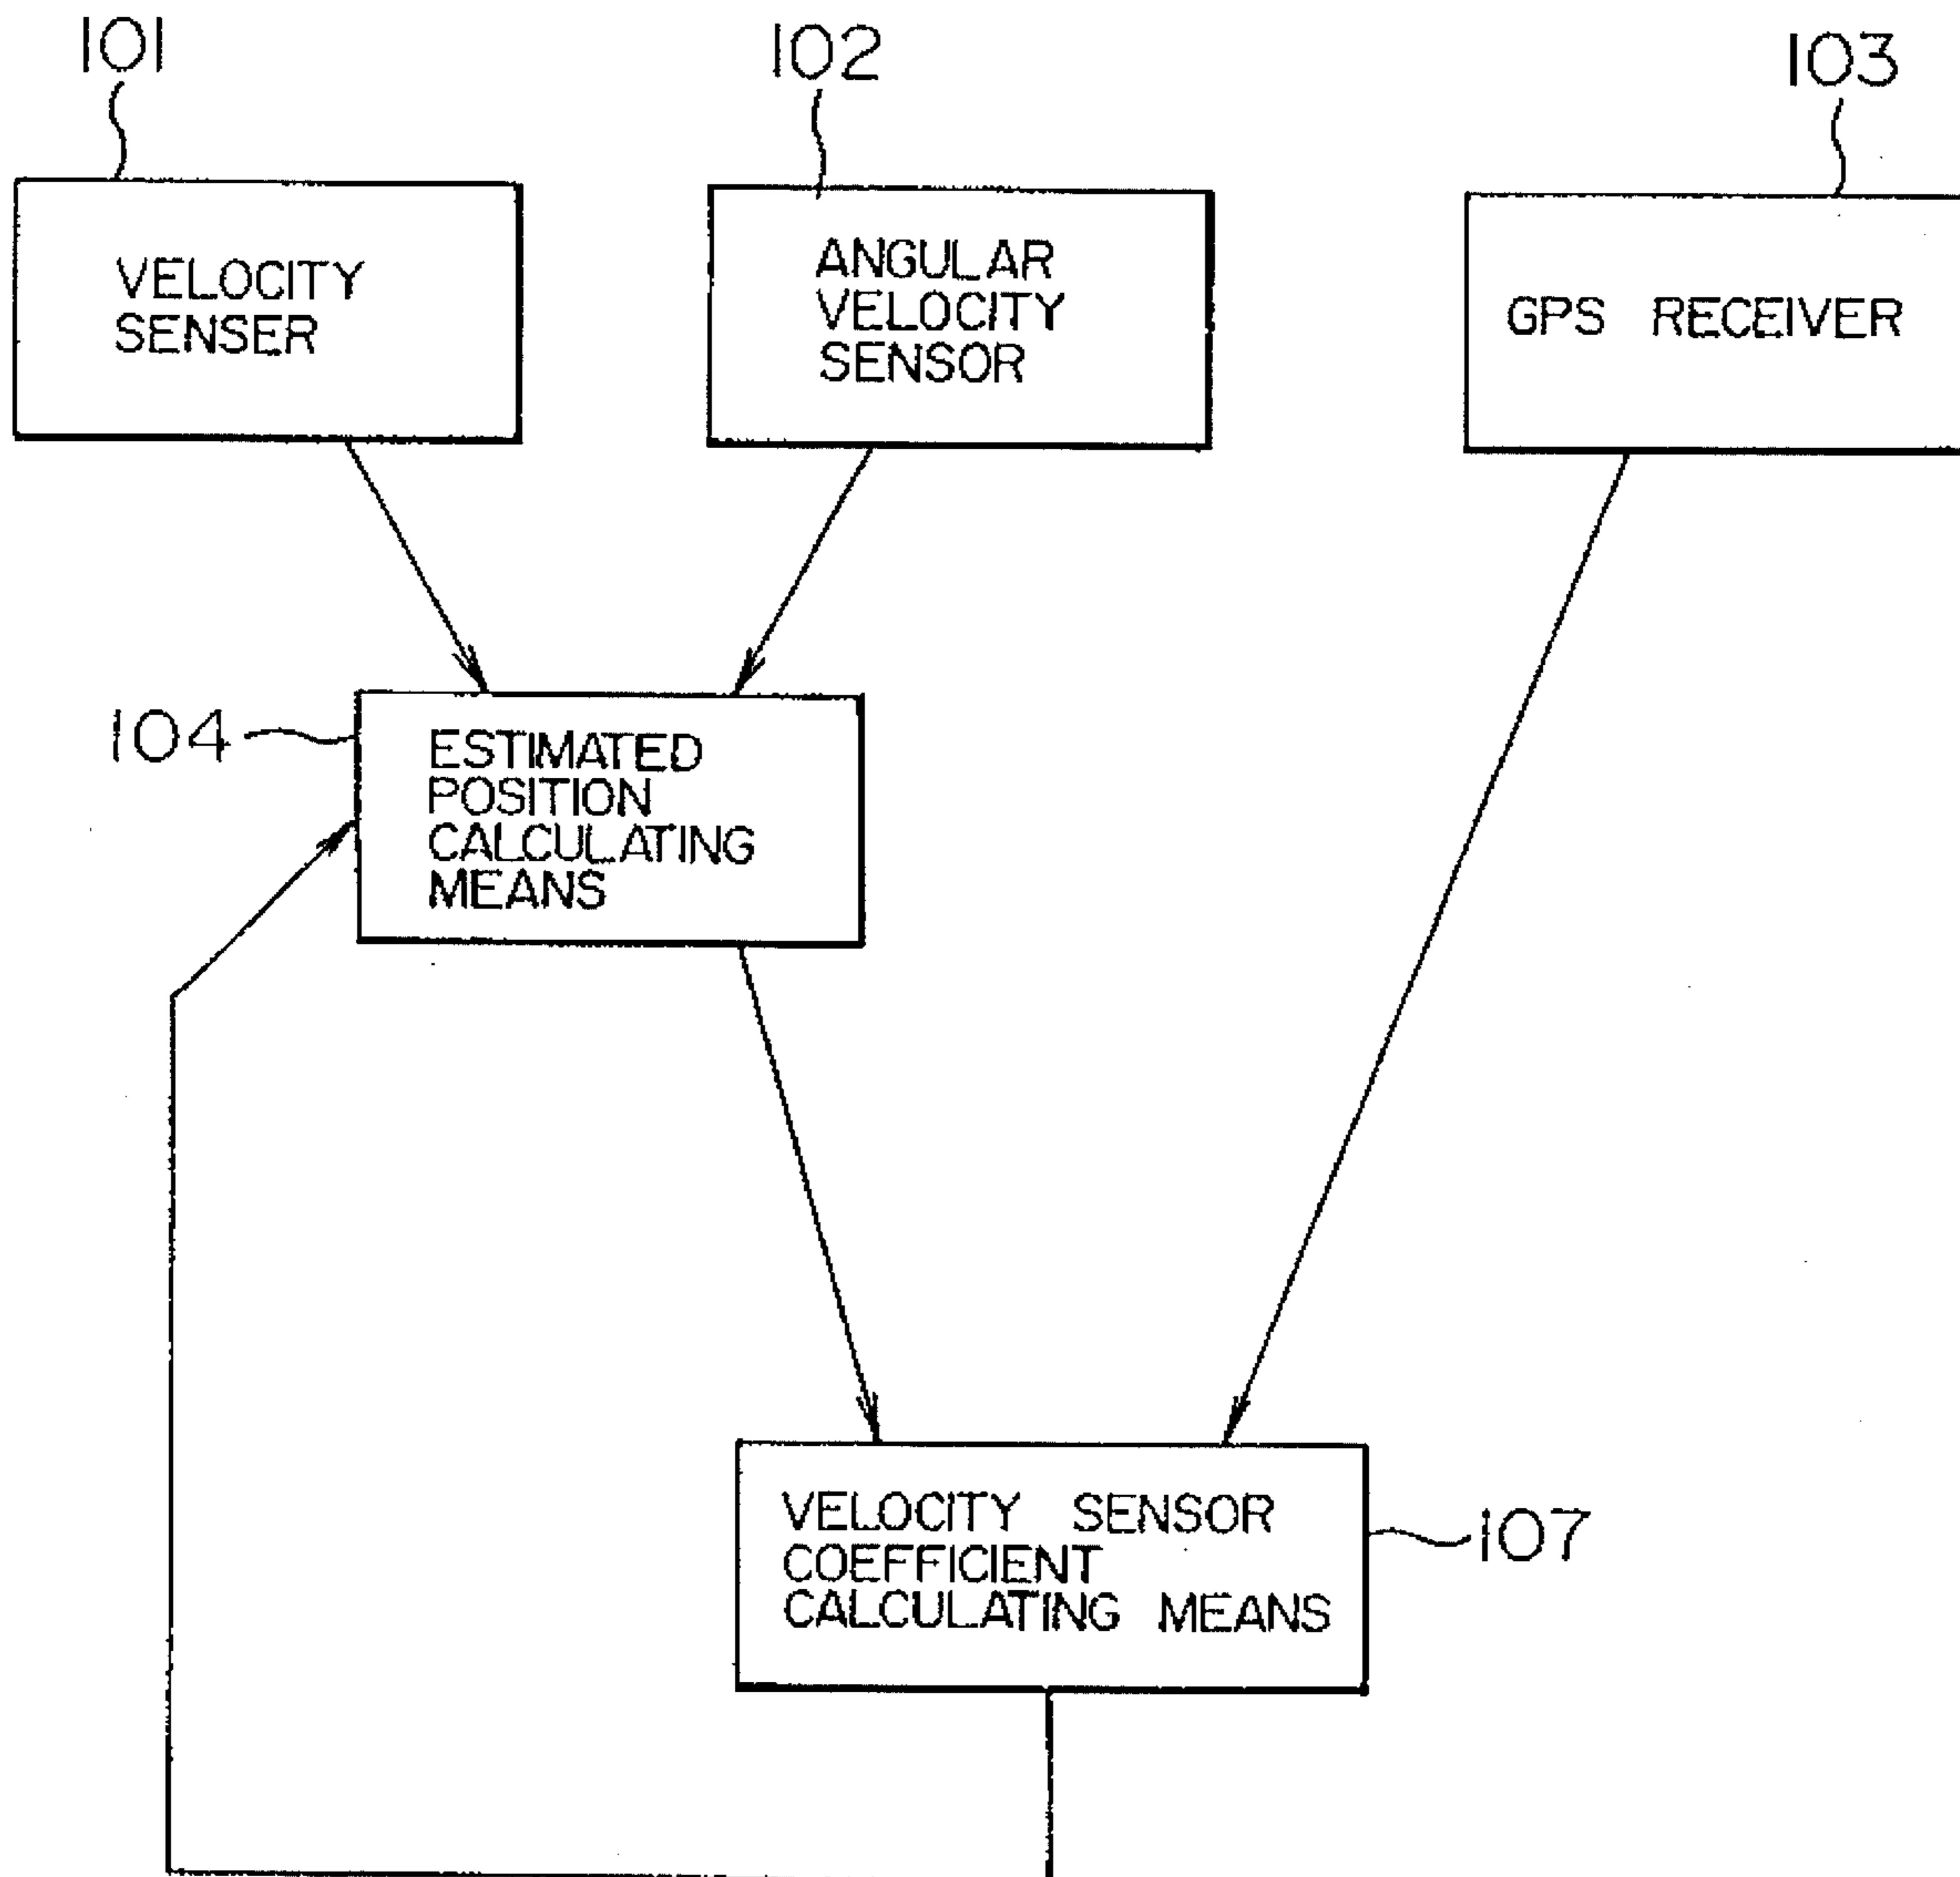 101
102
103
VELOCITY
SENSER
ANGULAR
VELOCITY
SENSOR
GPS RECEIVER
104
ESTIMATED
POSITION
CALCULATING
MEANS
VELOCITY SENSOR
COEFFICIENT
CALCULATING MEANS
107